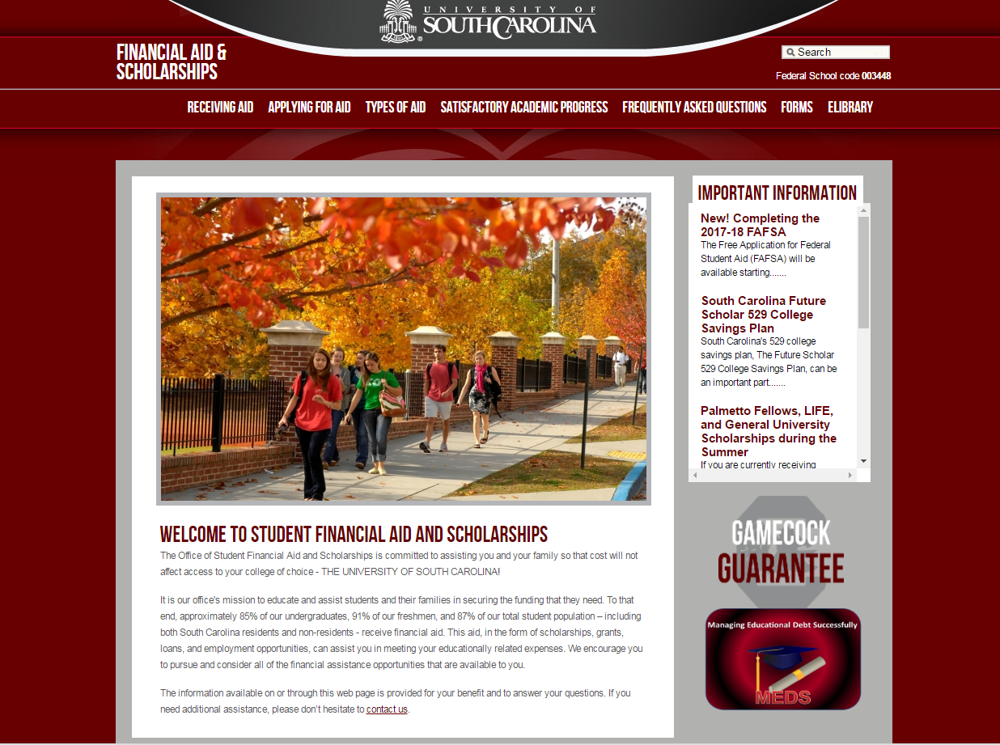 UNIVERSITY OF
SOUTH CAROLINA
®
FINANCIAL AID &
SCHOLARSHIPS
Search
Federal School code 003448
RECEIVING AID APPLYING FOR AID TYPES OF AID SATISFACTORY ACADEMIC PROGRESS FREQUENTLY ASKED QUESTIONS FORMS ELIBRARY
WELCOME TO STUDENT FINANCIAL AID AND SCHOLARSHIPS
The Office of Student Financial Aid and Scholarships is committed to assisting you and your family so that cost will not
affect access to your college of choice - THE UNIVERSITY OF SOUTH CAROLINA!
It is our office's mission to educate and assist students and their families in securing the funding that they need. To that
end, approximately 85% of our undergraduates, 91% of our freshmen, and 87% of our total student population – including
both South Carolina residents and non-residents - receive financial aid. This aid, in the form of scholarships, grants,
loans, and employment opportunities, can assist you in meeting your educationally related expenses. We encourage you
to pursue and consider all of the financial assistance opportunities that are available to you.
The information available on or through this web page is provided for your benefit and to answer your questions. If you
need additional assistance, please don't hesitate to contact us.
IMPORTANT INFORMATION
New! Completing the
2017-18 FAFSA
The Free Application for Federal
Student Aid (FAFSA) will be
available starting.......
South Carolina Future
Scholar 529 College
Savings Plan
South Carolina's 529 college
savings plan, The Future Scholar
529 College Savings Plan, can be
an important part.......
Palmetto Fellows, LIFE,
and General University
Scholarships during the
Summer
If you are currently receiving
GAMECOCK
GUARANTEE
Managing Educational Debt Successfully
MEDS